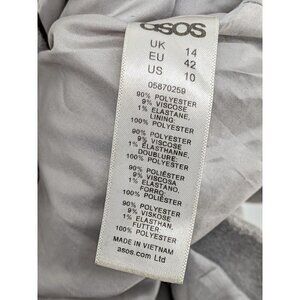 asos
UK 14
EU 42
US 10
05870259
90% POLYESTER
9% VISCOSE
1% ELASTANE,
LINING:
100% POLYESTER
90% POLYESTER
9% VISCOSE
1% ELASTHANNE,
DOUBLURE:
100% POLYESTER
90% POLIÉSTER
9% VISCOSA
1% ELASTANO,
FORRO:
100% POLIÉSTER
90% POLYESTER
9% VISKOSE
1% ELASTHAN,
FUTTER
100% POLYESTER
MADE IN VIETNAM
asos.com Ltd